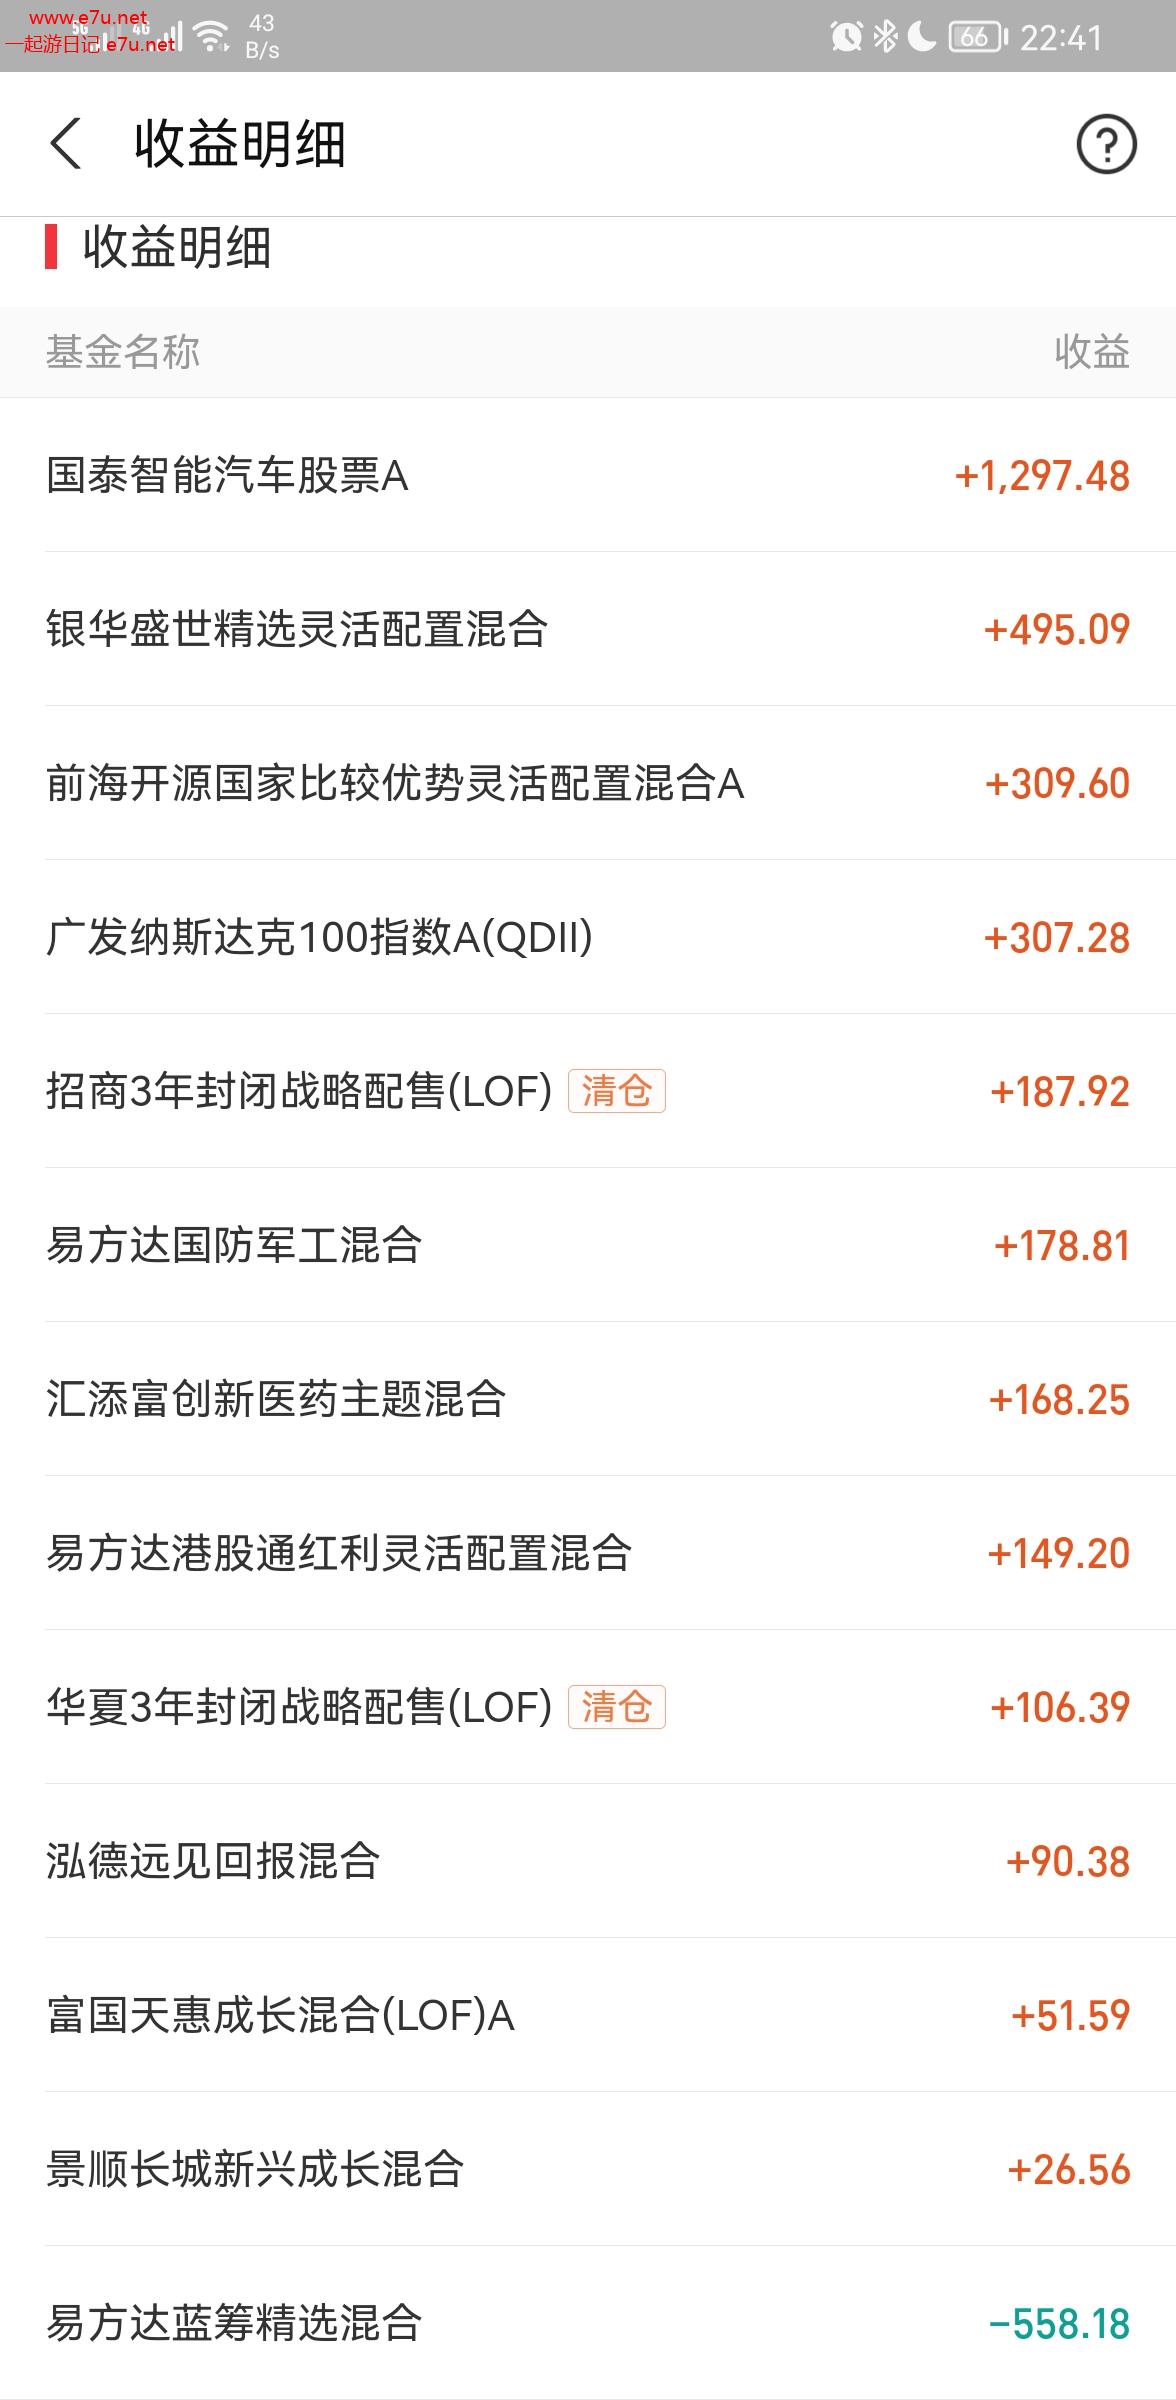 www.e7u.net
一起游日记 e7u.net
5G
4G
43
B/s
66
22:41
收益明细
收益明细
基金名称 收益
国泰智能汽车股票A +1,297.48
银华盛世精选灵活配置混合 +495.09
前海开源国家比较优势灵活配置混合A +309.60
广发纳斯达克100指数A(QDII) +307.28
招商3年封闭战略配售(LOF) 清仓 +187.92
易方达国防军工混合 +178.81
汇添富创新医药主题混合 +168.25
易方达港股通红利灵活配置混合 +149.20
华夏3年封闭战略配售(LOF) 清仓 +106.39
泓德远见回报混合 +90.38
富国天惠成长混合(LOF)A +51.59
景顺长城新兴成长混合 +26.56
易方达蓝筹精选混合 -558.18